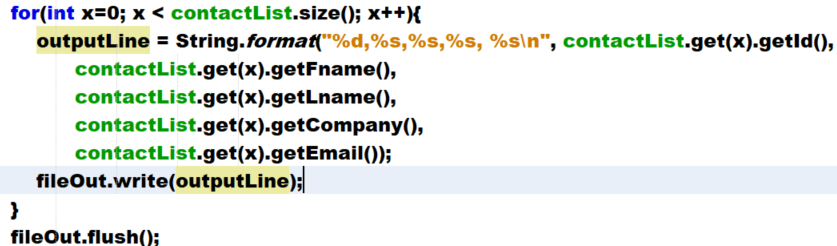 for(int x=0; x < contactList.size(); x++){
outputLine = String.format("%d,%s,%s,%s, %s\n", contactList.get(x).getId(),
contactList.get(x).getFname(),
contactList.get(x).getLname(),
contactList.get(x).getCompany(),
contactList.get(x).getEmail());
fileOut.write(outputLine);
}
fileOut.flush();